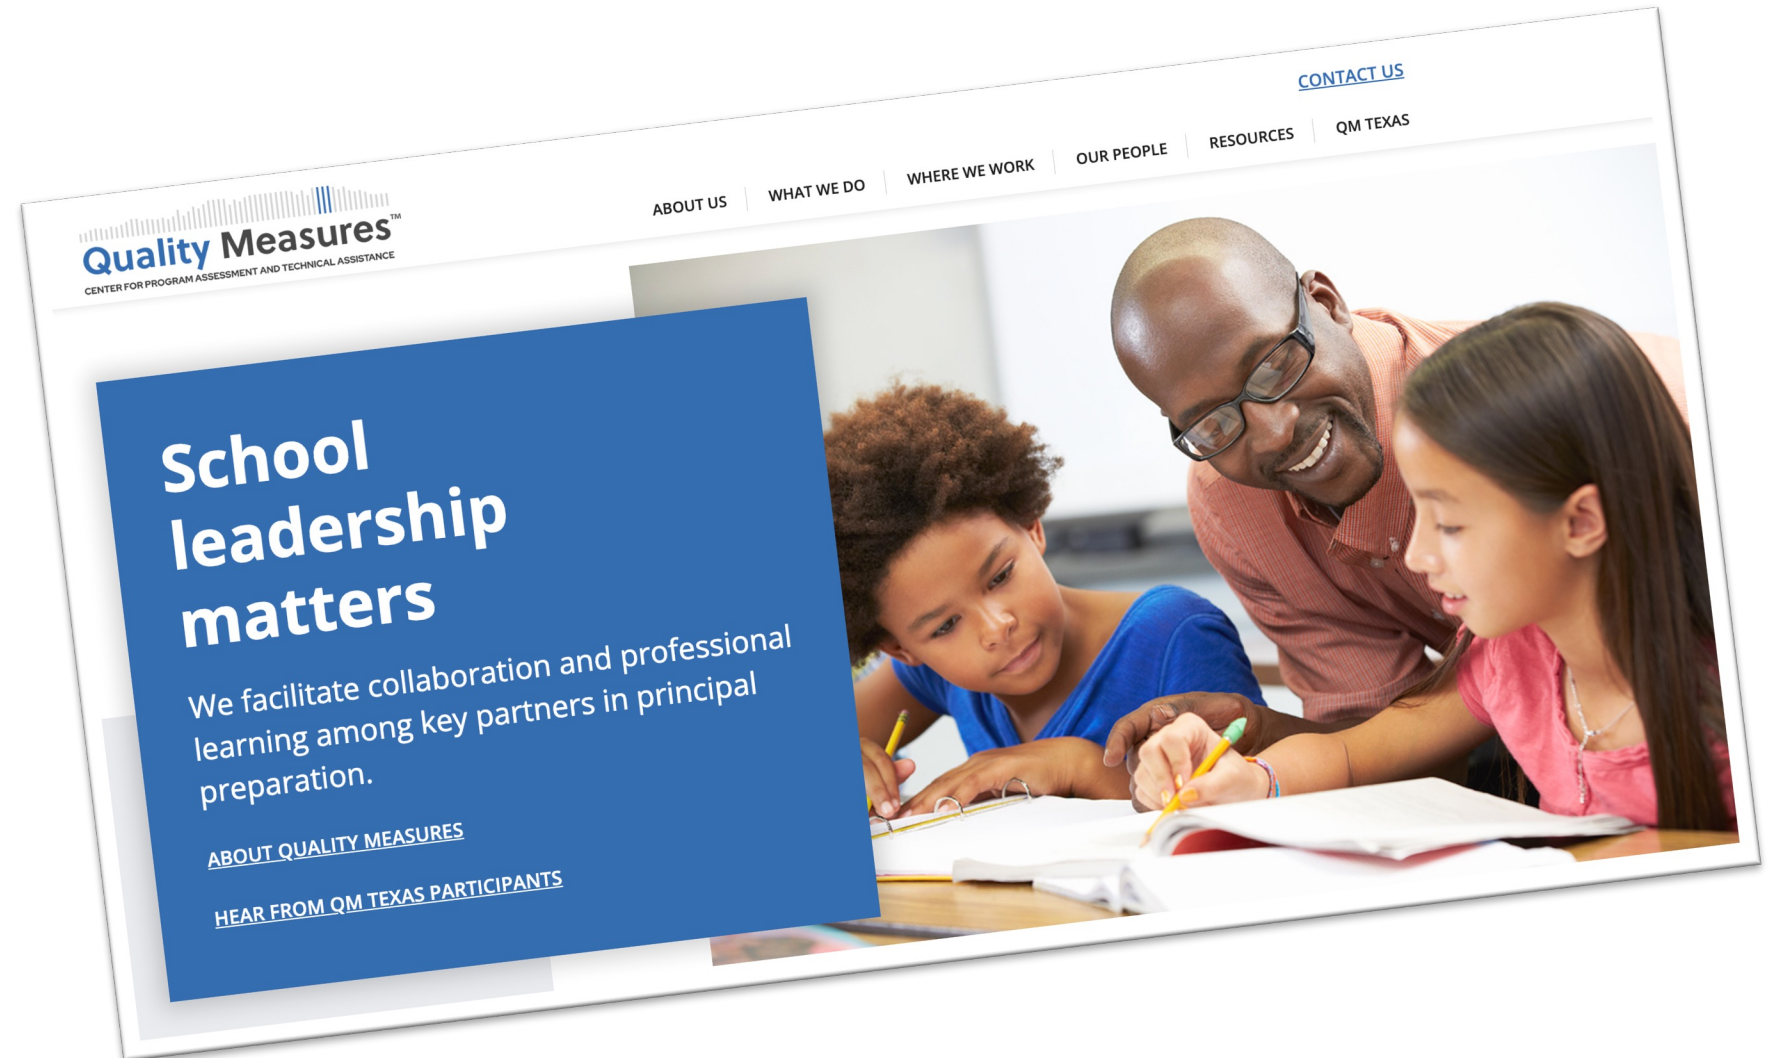 CONTACT US
Quality Measures™
CENTER FOR PROGRAM ASSESSMENT AND TECHNICAL ASSISTANCE
ABOUT US
WHAT WE DO
WHERE WE WORK
OUR PEOPLE
RESOURCES
QM TEXAS
School
leadership
matters
We facilitate collaboration and professional
learning among key partners in principal
preparation.
ABOUT QUALITY MEASURES
HEAR FROM QM TEXAS PARTICIPANTS